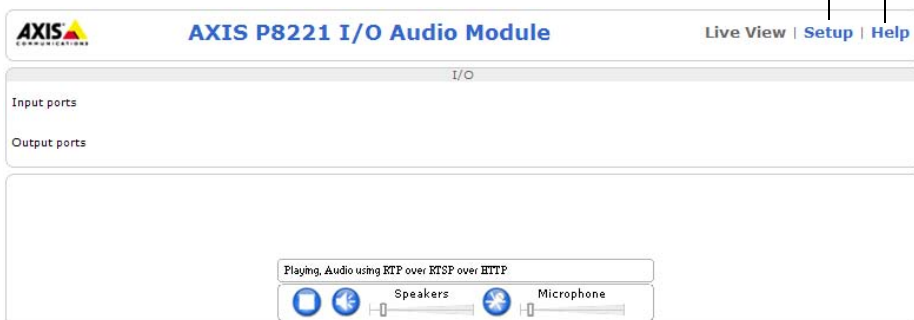 AXIS
COMMUNICATIONS
AXIS P8221 I/O Audio Module
Live View | Setup | Help
I/O
Input ports
Output ports
Playing, Audio using RTP over RTSP over HTTP
Speakers
Microphone